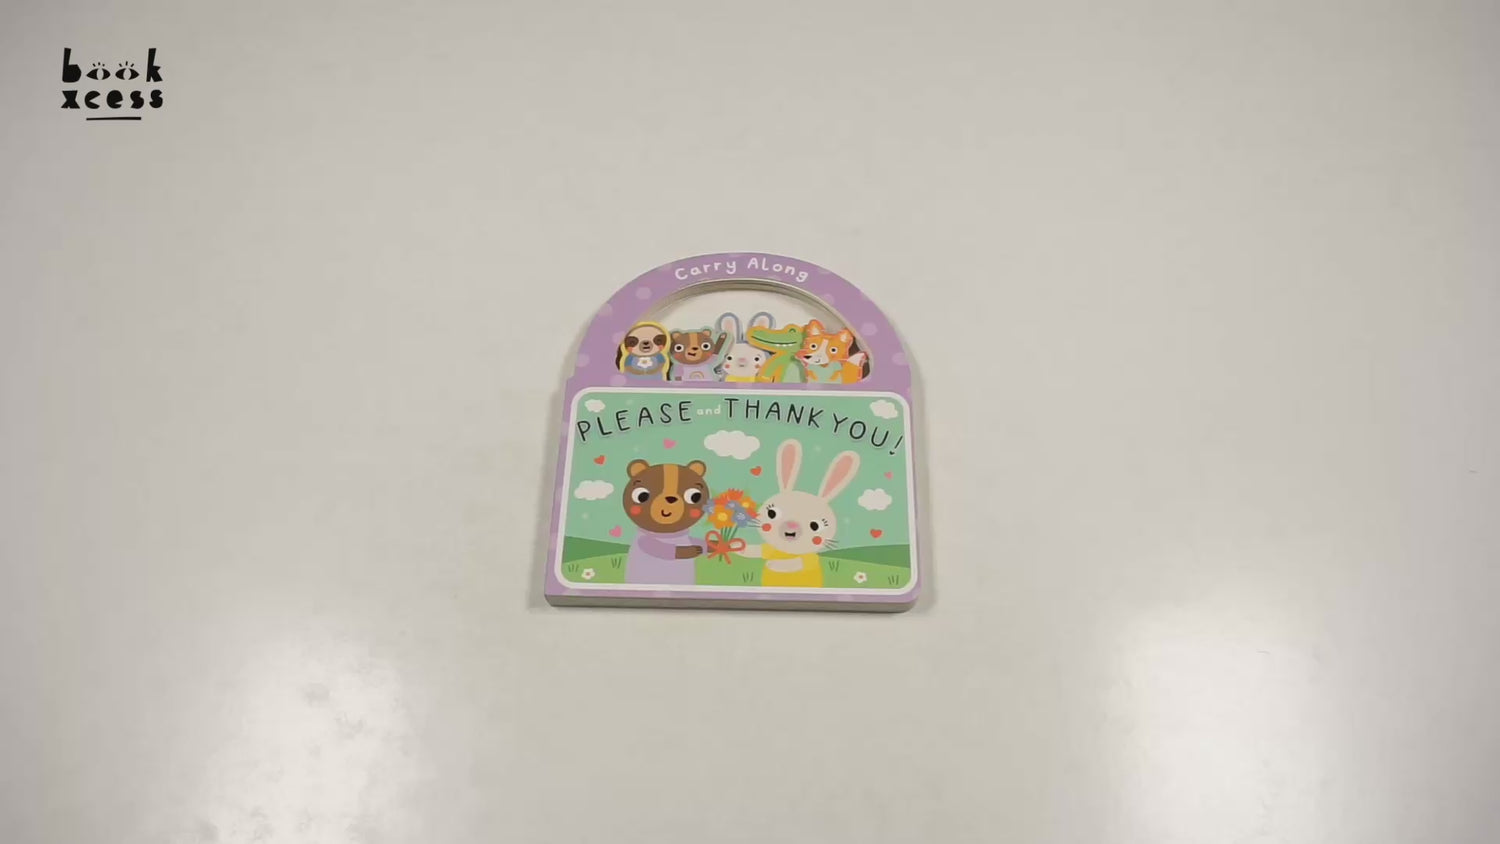 book
xcess
Carry Along
PLEASE and THANK YOU!